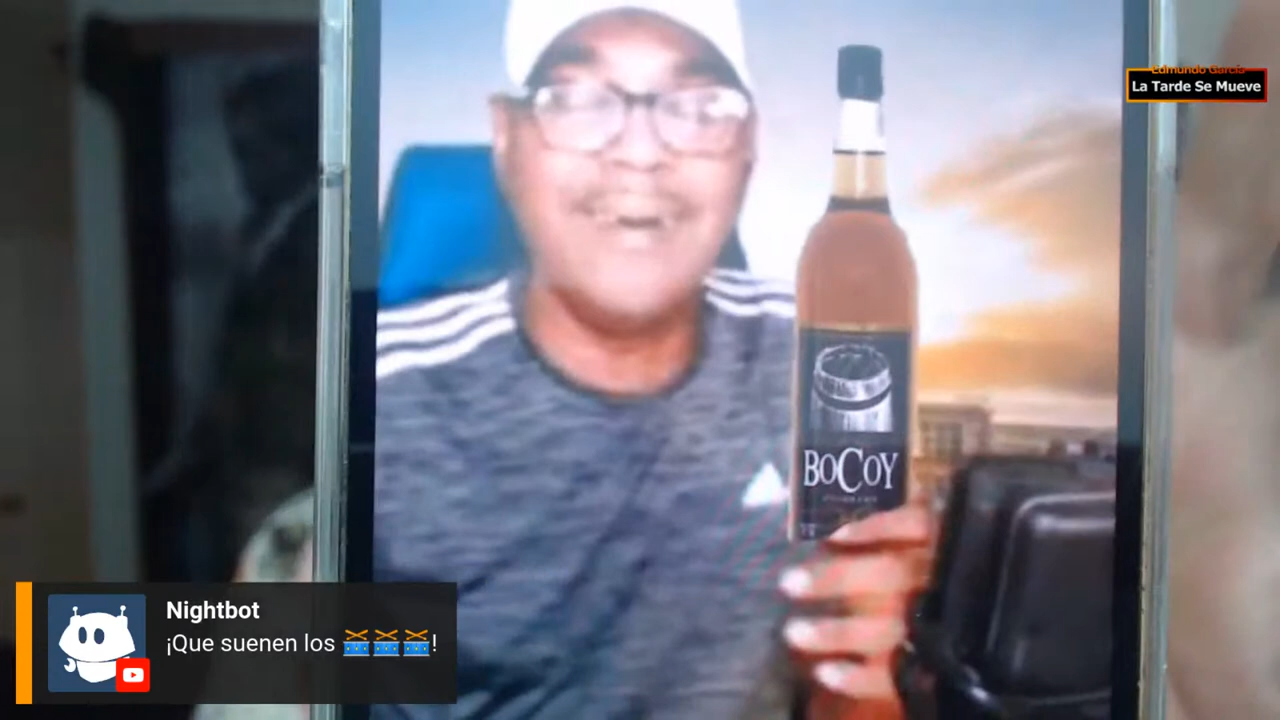 Edmundo García
La Tarde Se Mueve
BOCOY
Nightbot
¡Que suenen los 🥁🥁🥁!